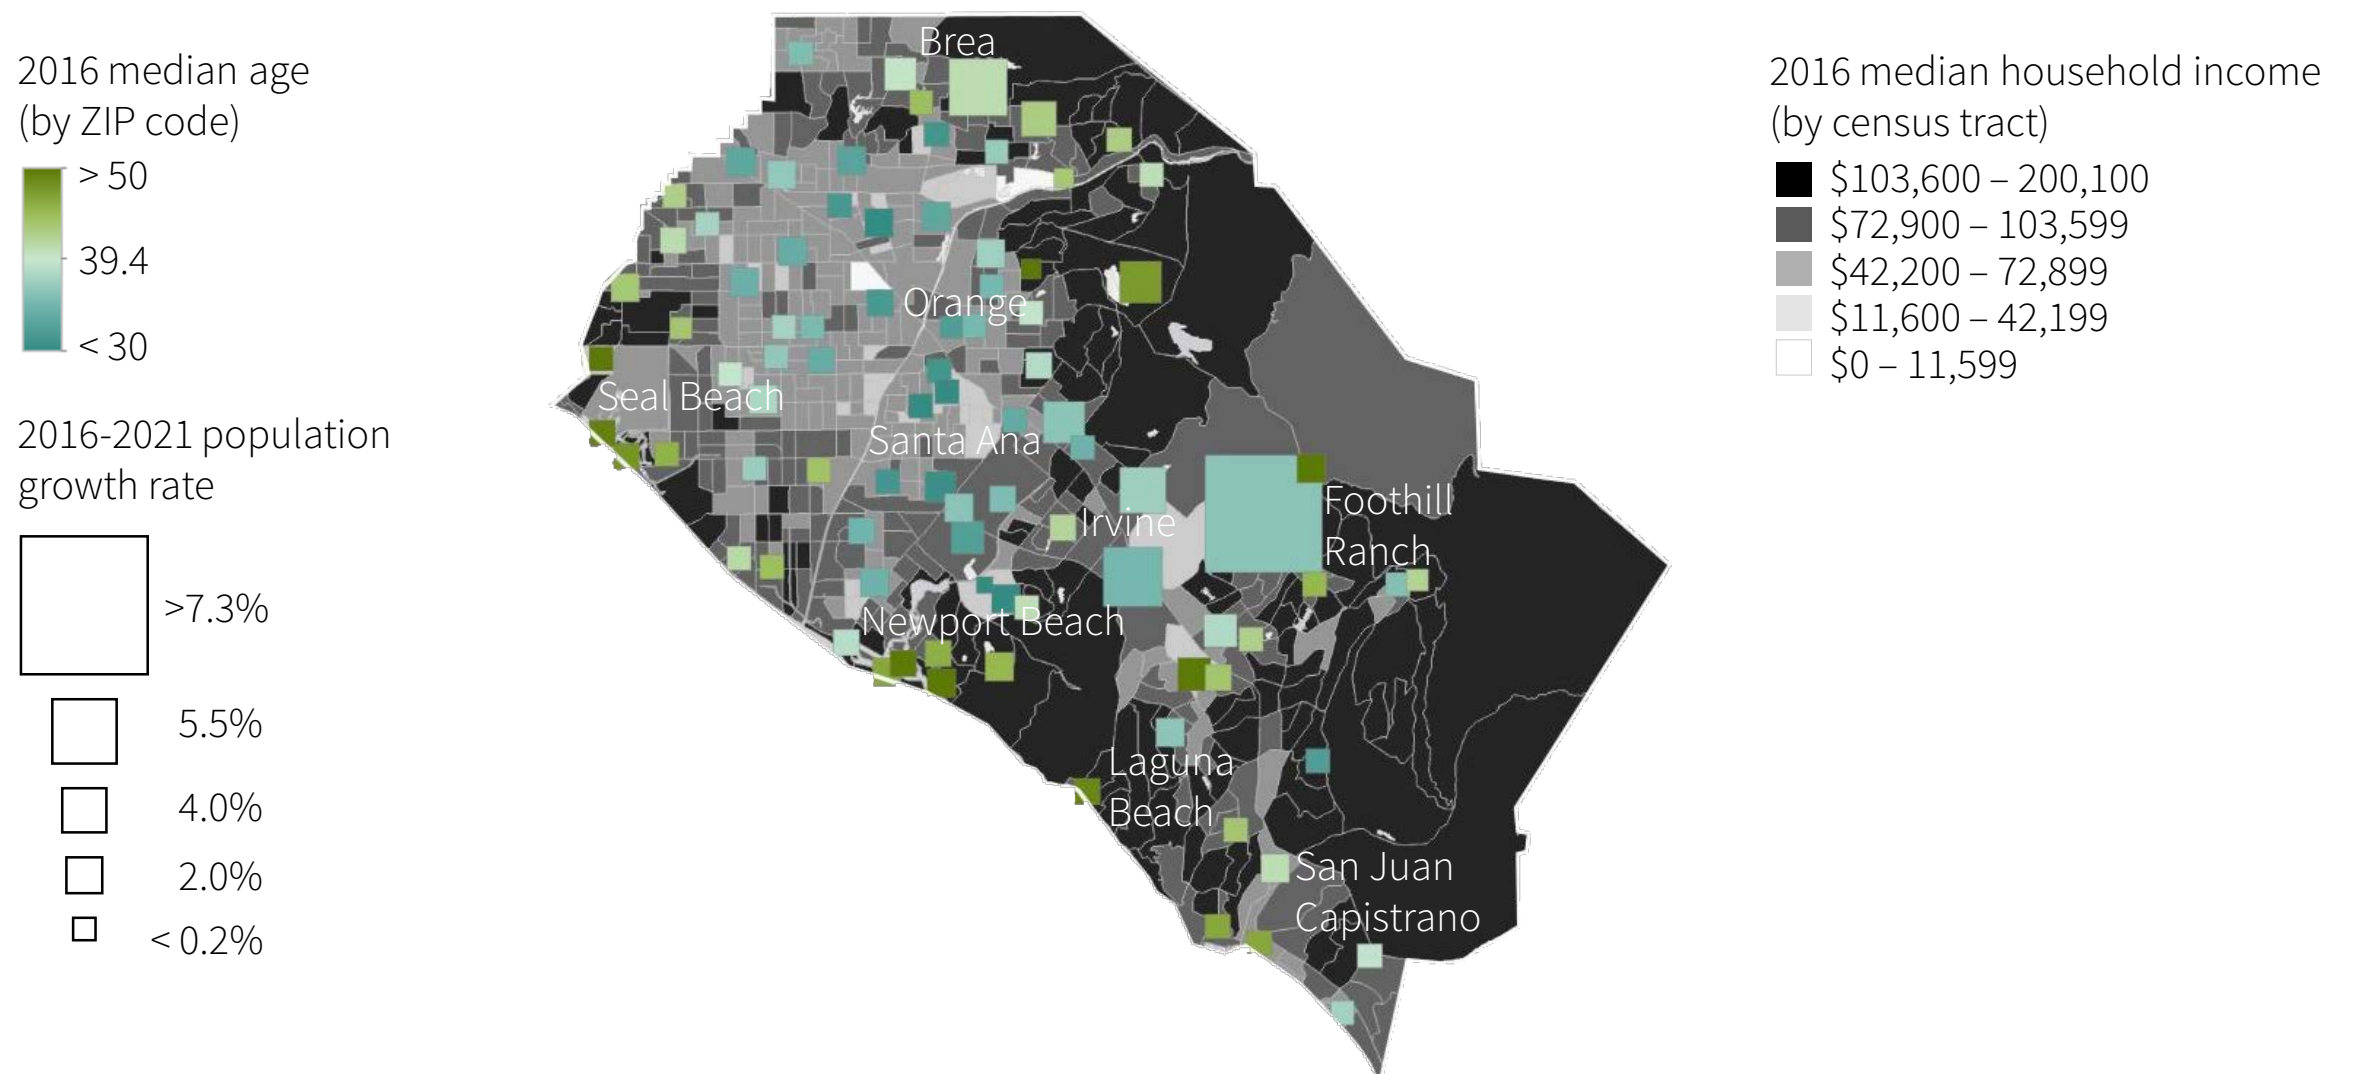 2016 median age
(by ZIP code)
> 50
39.4
< 30
2016-2021 population
growth rate
>7.3%
5.5%
4.0%
2.0%
< 0.2%
Brea
Orange
Seal Beach
Santa Ana
Irvine
Foothill
Ranch
Newport Beach
Laguna
Beach
San Juan
Capistrano
2016 median household income
(by census tract)
$103,600 – 200,100
$72,900 – 103,599
$42,200 – 72,899
$11,600 – 42,199
$0 – 11,599